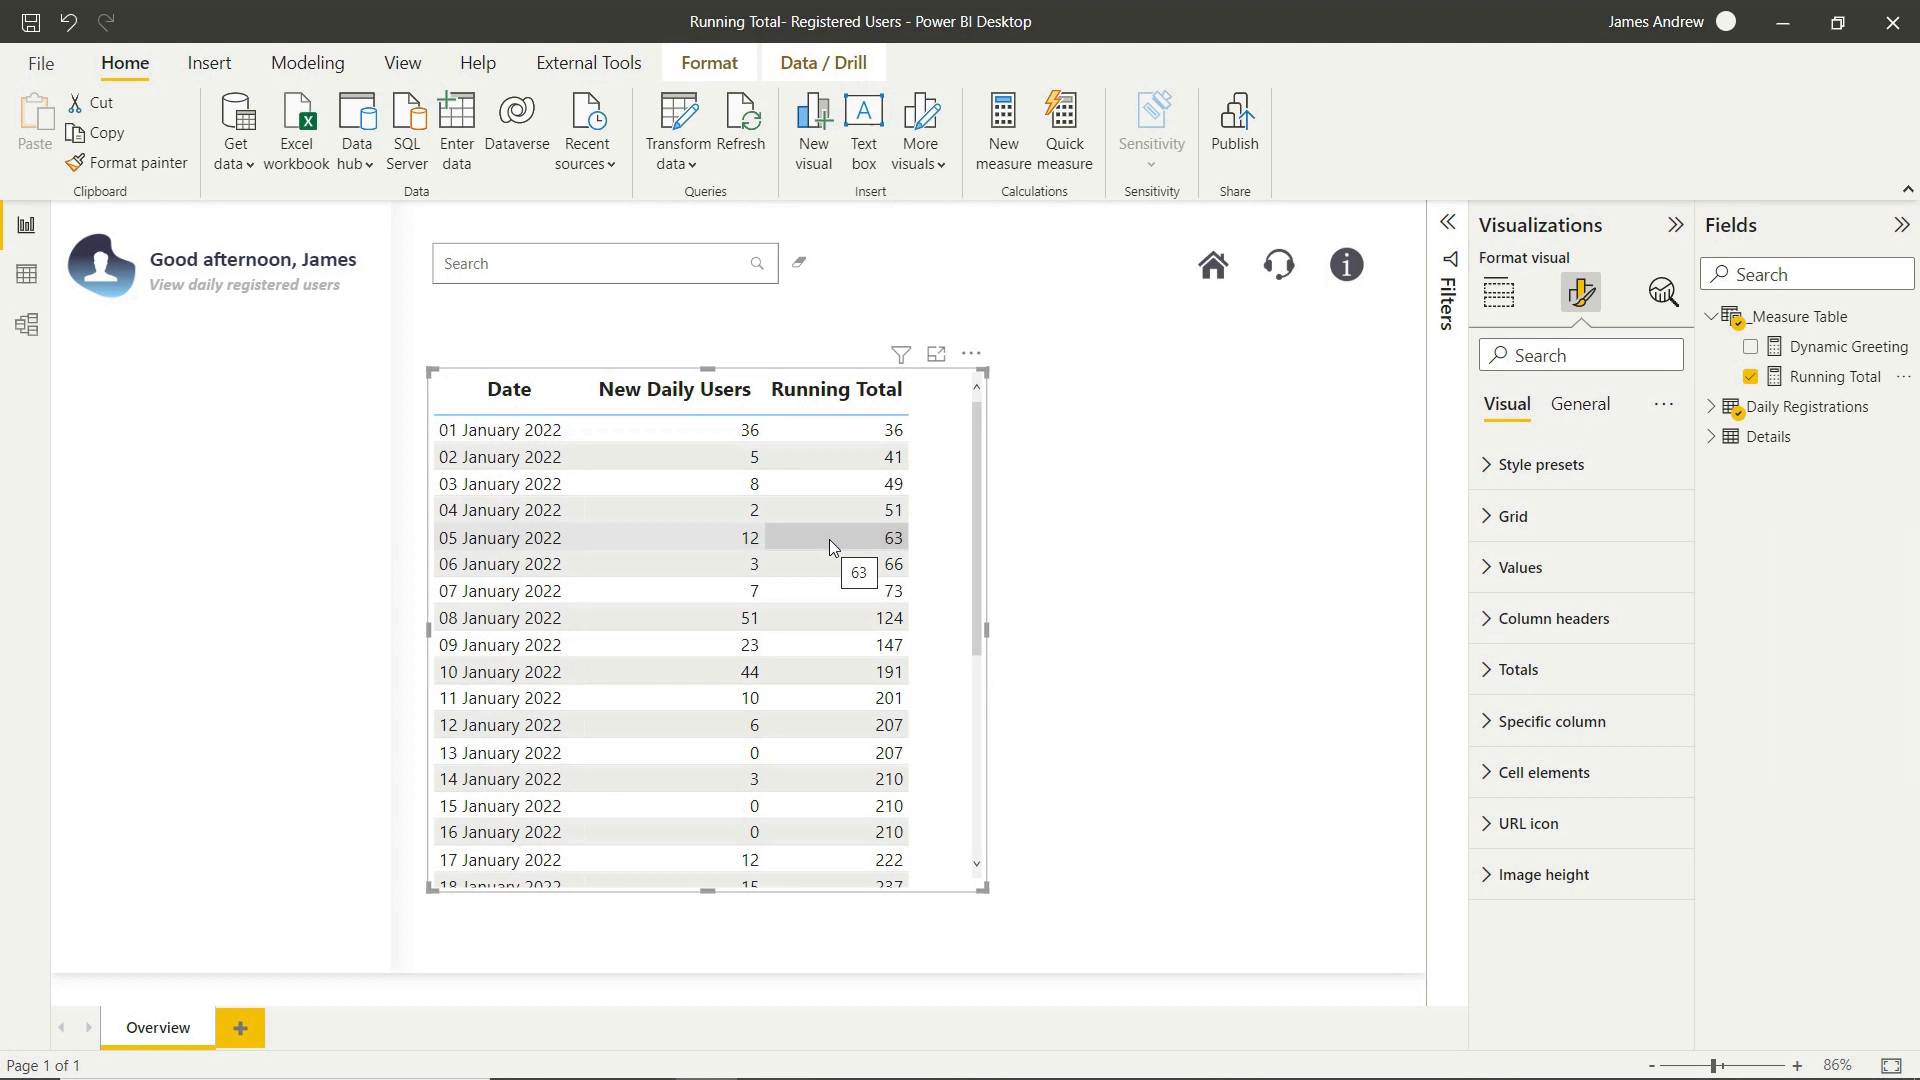 Running Total- Registered Users - Power BI Desktop
James Andrew
File Home Insert Modeling View Help External Tools Format Data / Drill
Paste
Cut
Copy
Format painter
Clipboard
Get data
Excel workbook
Data hub
SQL Server
Enter data
Dataverse
Recent sources
Data
Transform data
Refresh
Queries
New visual
Text box
More visuals
Insert
New measure
Quick measure
Calculations
Sensitivity
Sensitivity
Publish
Share
Good afternoon, James
View daily registered users
Search
Date New Daily Users Running Total
01 January 2022 36 36
02 January 2022 5 41
03 January 2022 8 49
04 January 2022 2 51
05 January 2022 12 63
63
06 January 2022 3 66
07 January 2022 7 73
08 January 2022 51 124
09 January 2022 23 147
10 January 2022 44 191
11 January 2022 10 201
12 January 2022 6 207
13 January 2022 0 207
14 January 2022 3 210
15 January 2022 0 210
16 January 2022 0 210
17 January 2022 12 222
18 January 2022 15 237
Filters
Visualizations
Format visual
Search
Visual General
Style presets
Grid
Values
Column headers
Totals
Specific column
Cell elements
URL icon
Image height
Fields
Search
_Measure Table
Dynamic Greeting
Running Total
Daily Registrations
Details
Overview
Page 1 of 1
86%